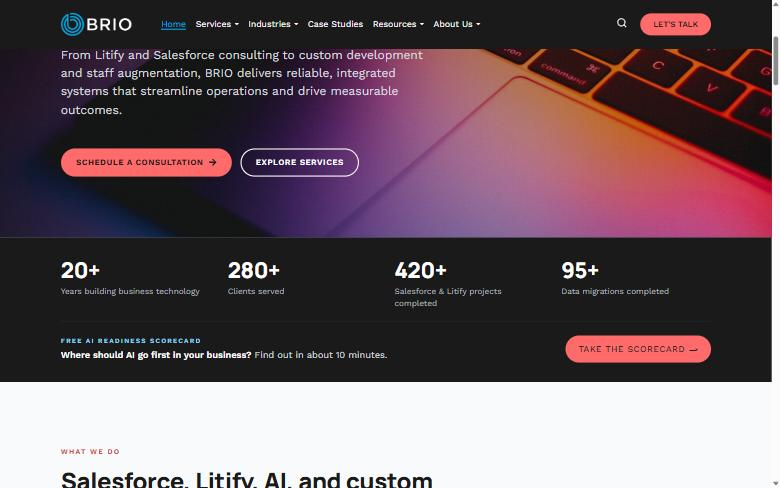 BRIO
Home Services Industries Case Studies Resources About Us
LET'S TALK
From Litify and Salesforce consulting to custom development
and staff augmentation, BRIO delivers reliable, integrated
systems that streamline operations and drive measurable
outcomes.
SCHEDULE A CONSULTATION →
EXPLORE SERVICES
command
⌘
C
V
G
B
20+
Years building business technology
280+
Clients served
420+
Salesforce & Litify projects
completed
95+
Data migrations completed
FREE AI READINESS SCORECARD
Where should AI go first in your business? Find out in about 10 minutes.
TAKE THE SCORECARD
WHAT WE DO
Salesforce, Litify, AI, and custom